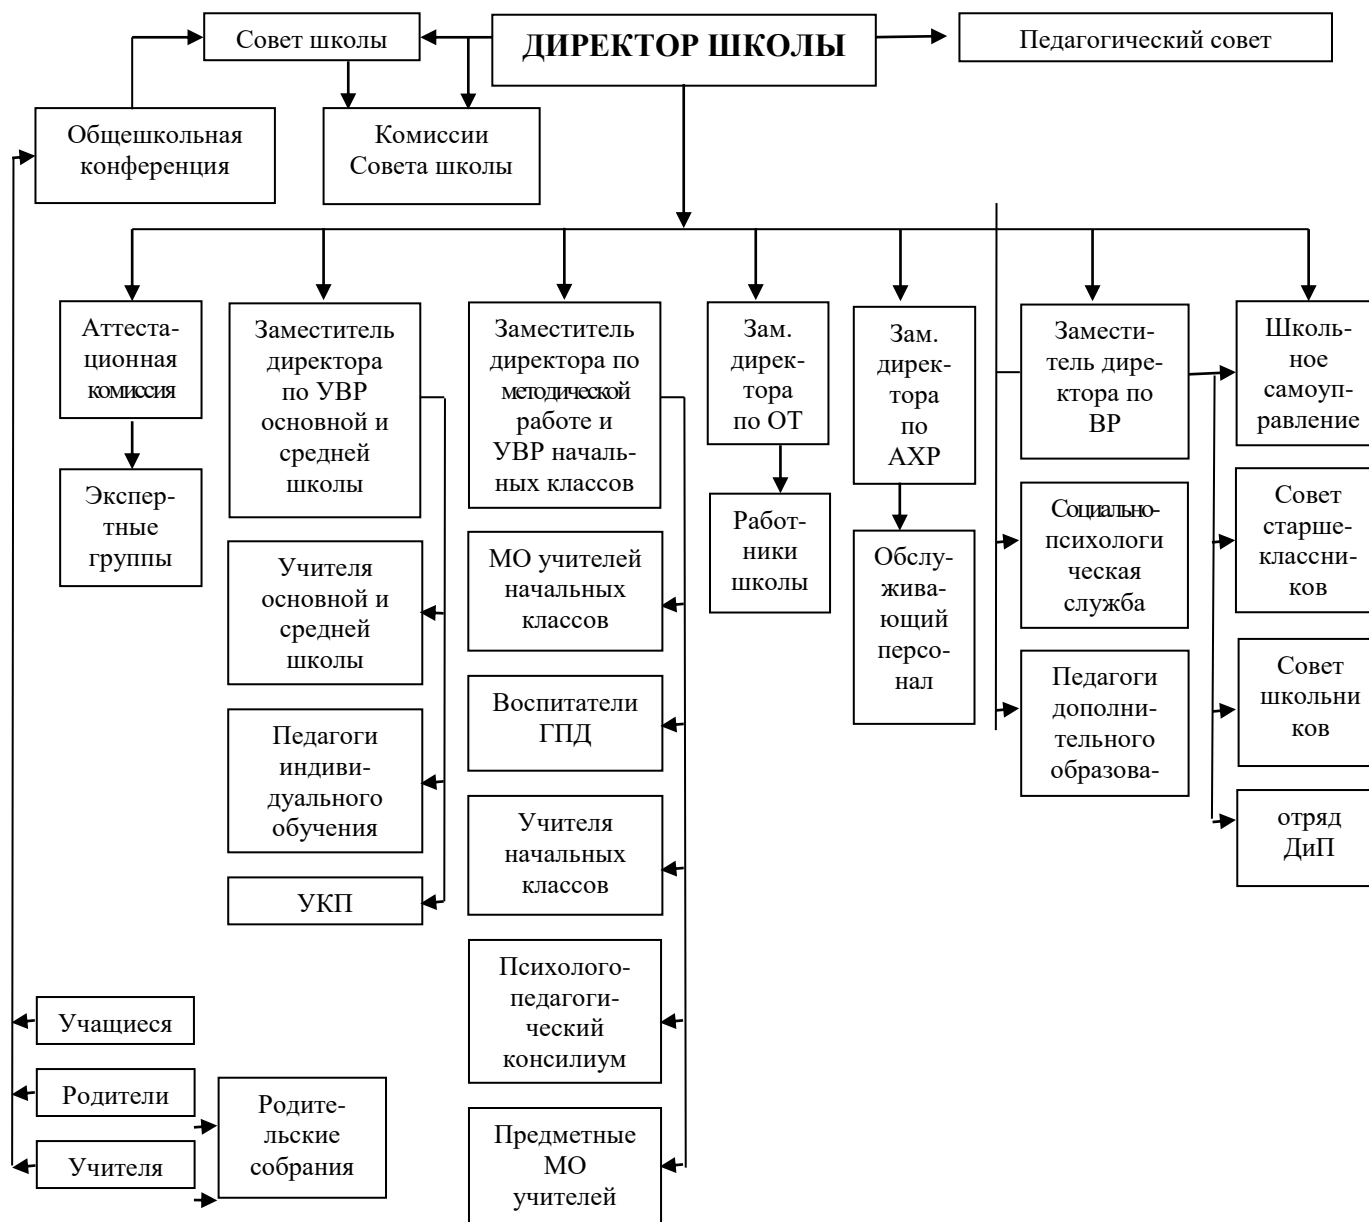 Совет школы
ДИРЕКТОР ШКОЛЫ
Педагогический совет
Общешкольная
конференция
Комиссии
Совета школы
Аттеста-
ционная
комиссия
Заместитель
директора
по УВР
основной и
средней
школы
Заместитель
директора по
методической
работе и
УВР началь-
ных классов
Зам.
дирек-
тора
по ОТ
Зам.
дирек-
тора
по
АХР
Замести-
тель дире-
ктора по
ВР
Школь-
ное
самоуп-
равление
Экспер-
тные
группы
Учителя
основной и
средней
школы
МО учителей
начальных
классов
Работ-
ники
школы
Обслу-
жива-
ющий
персо-
нал
Социально-
психологи
ческая
служба
Совет
старше-
классни-
ков
Педагоги
индиви-
дуального
обучения
Воспитатели
ГПД
Педагоги
дополни-
тельного
образова-
Совет
школьни
ков
УКП
Учителя
начальных
классов
отряд
ДиП
Психолого-
педагоги-
ческий
консилиум
Учащиеся
Родители
Учителя
Родите-
льские
собрания
Предметные
МО
учителей